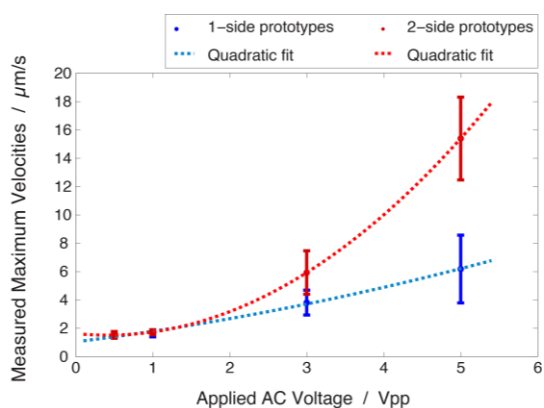 1−side prototypes 2−side prototypes
Quadratic fit Quadratic fit
Measured Maximum Velocities / μm/s
20
18
16
14
12
10
8
6
4
2
0
0 1 2 3 4 5 6
Applied AC Voltage / Vpp